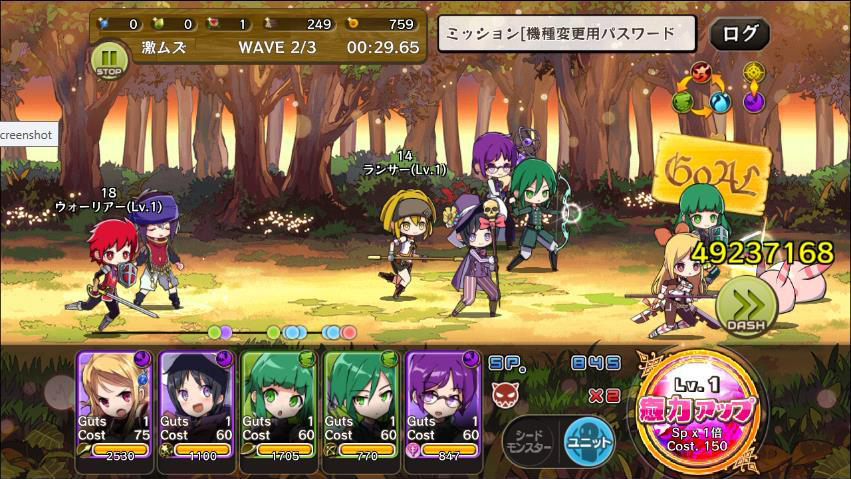 0 0 1 249 759
激ムズ WAVE 2/3 00:29.65
STOP
ミッション[機種変更用パスワード
ログ
creenshot
14
ランサー(Lv.1)
18
ウォーリアー(Lv.1)
GOAL
49237168
DASH
Guts 1
Cost 75
2530
Guts 1
Cost 60
1100
Guts 1
Cost 60
1705
Guts 1
Cost 60
770
Guts 1
Cost 60
847
SP. 845
×2
シード
モンスター
ユニット
Lv. 1
癒力アップ
Sp x 1倍
Cost. 150